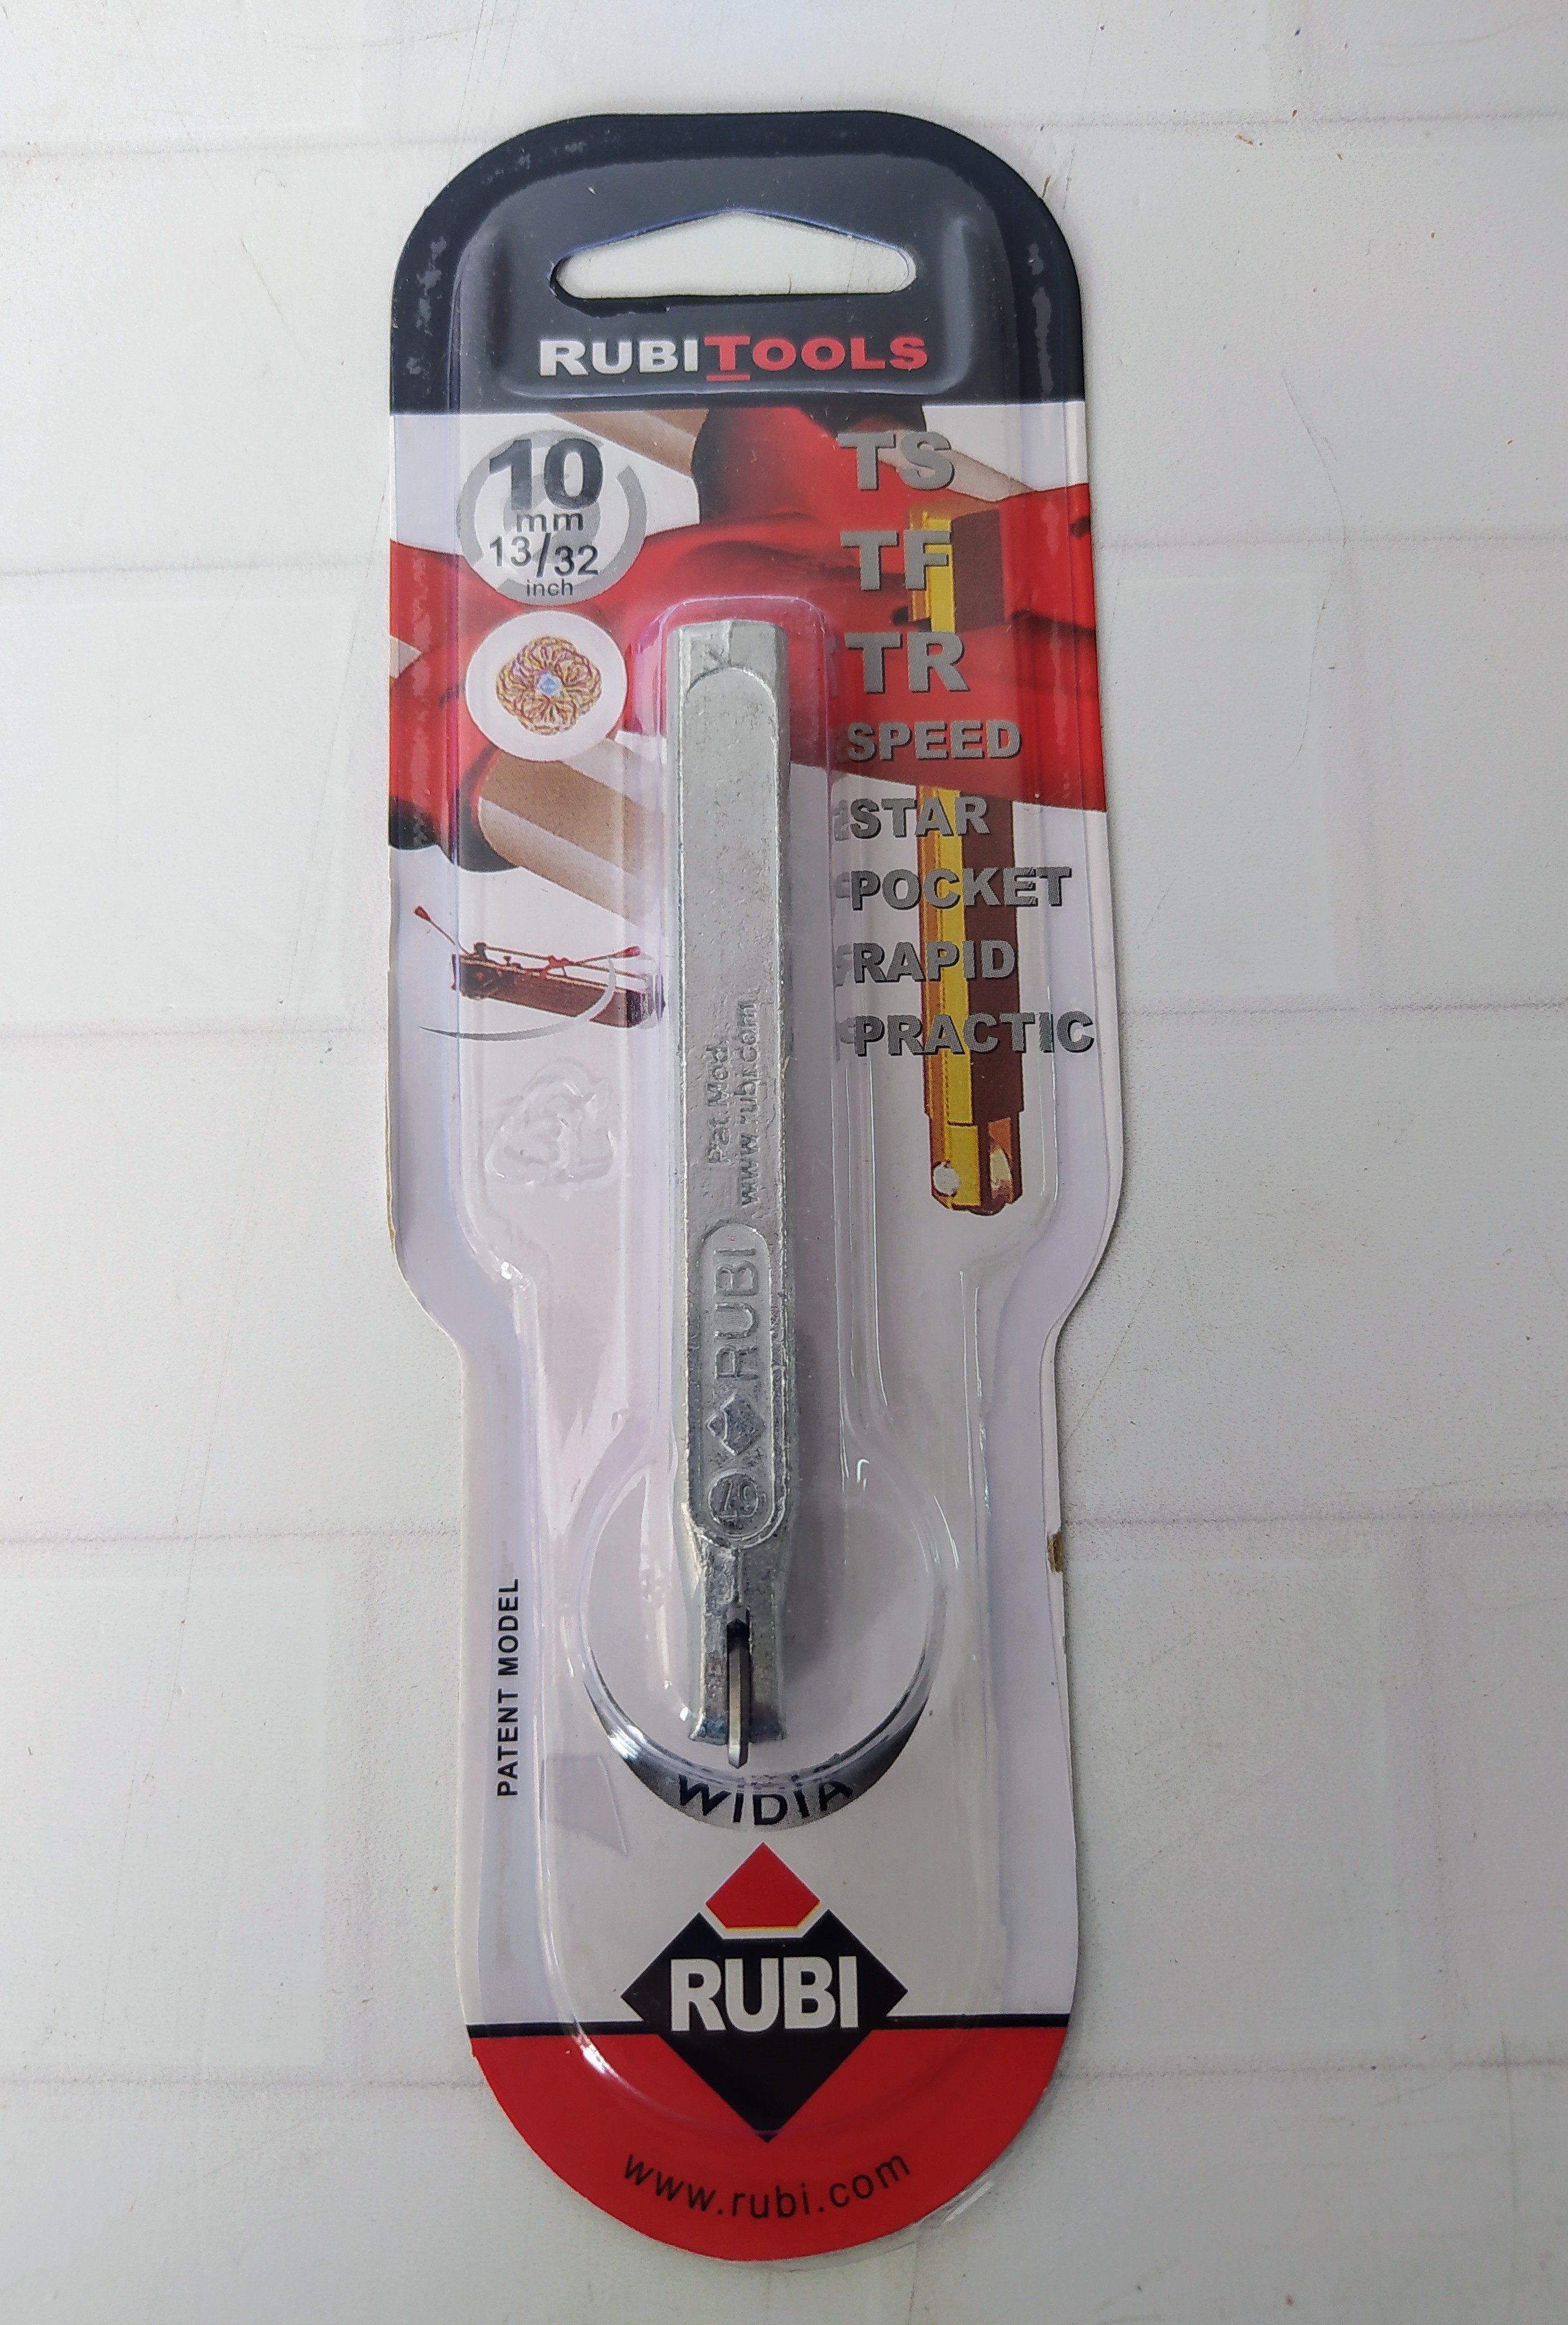 RUBITOOLS
10
mm
13/32
inch
TS
TF
TR
SPEED
STAR
POCKET
RAPID
PRACTIC
Pat.Mod.
www.rubi.com
RUBI
PATENT MODEL
WIDIA
RUBI
www.rubi.com